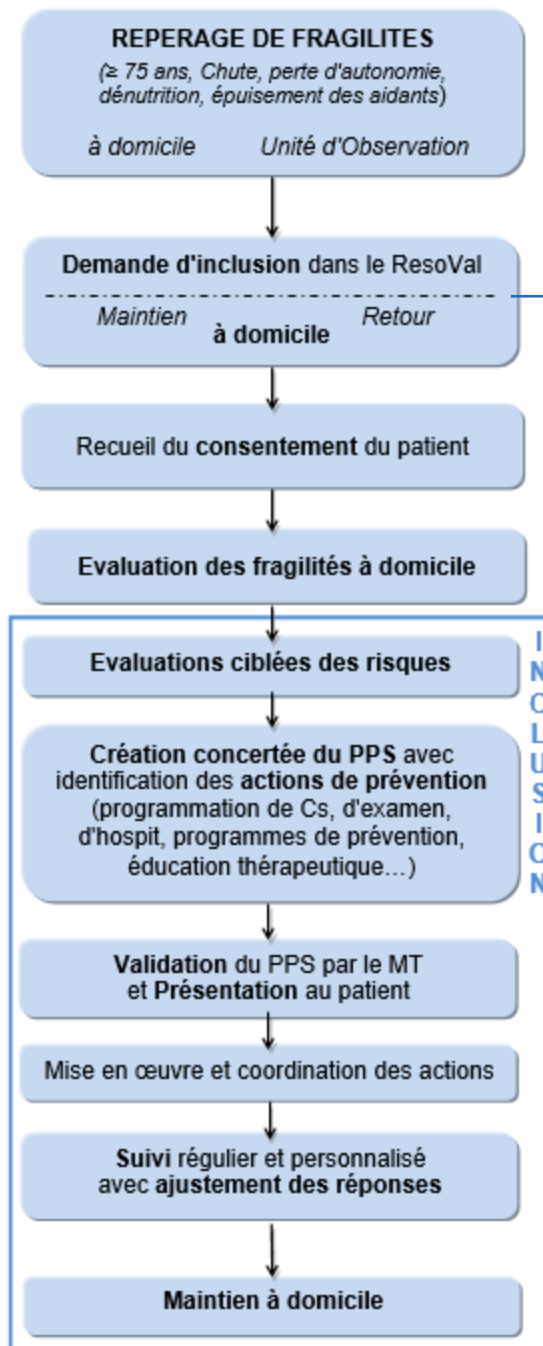 REPERAGE DE FRAGILITES
(≥ 75 ans, Chute, perte d'autonomie,
dénutrition, épuisement des aidants)
à domicile Unité d'Observation
Demande d'inclusion dans le ResoVal
Maintien Retour
à domicile
Recueil du consentement du patient
Evaluation des fragilités à domicile
Evaluations ciblées des risques
Création concertée du PPS avec
identification des actions de prévention
(programmation de Cs, d'examen,
d'hospit, programmes de prévention,
éducation thérapeutique…)
INCLUSION
Validation du PPS par le MT
et Présentation au patient
Mise en œuvre et coordination des actions
Suivi régulier et personnalisé
avec ajustement des réponses
Maintien à domicile